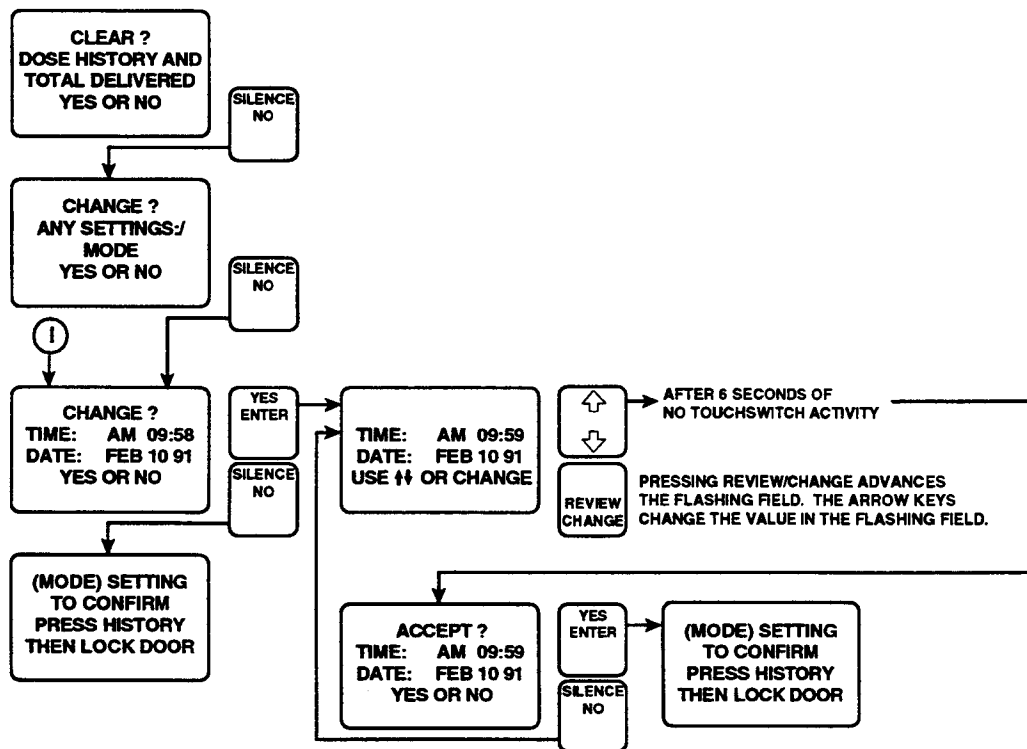 CLEAR ?
DOSE HISTORY AND
TOTAL DELIVERED
YES OR NO
SILENCE
NO
CHANGE ?
ANY SETTINGS:/
MODE
YES OR NO
SILENCE
NO
I
CHANGE ?
TIME: AM 09:58
DATE: FEB 10 91
YES OR NO
YES
ENTER
SILENCE
NO
TIME: AM 09:59
DATE: FEB 10 91
USE ⬆⬇ OR CHANGE
AFTER 6 SECONDS OF
NO TOUCHSWITCH ACTIVITY
REVIEW
CHANGE
PRESSING REVIEW/CHANGE ADVANCES
THE FLASHING FIELD. THE ARROW KEYS
CHANGE THE VALUE IN THE FLASHING FIELD.
(MODE) SETTING
TO CONFIRM
PRESS HISTORY
THEN LOCK DOOR
ACCEPT ?
TIME: AM 09:59
DATE: FEB 10 91
YES OR NO
YES
ENTER
SILENCE
NO
(MODE) SETTING
TO CONFIRM
PRESS HISTORY
THEN LOCK DOOR